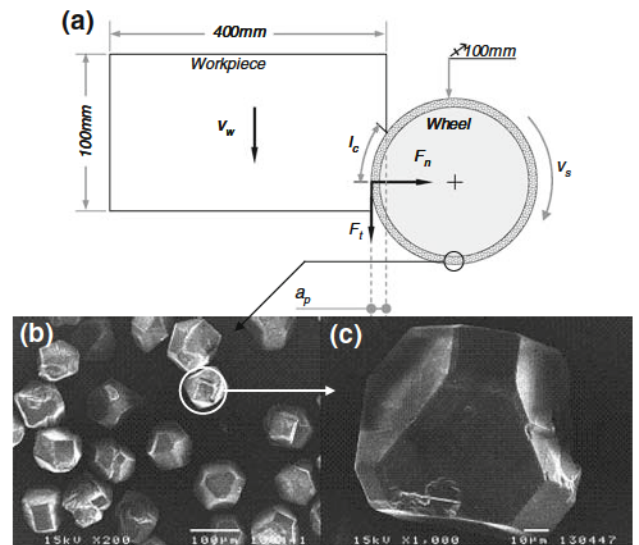 (a)
400mm
100mm
Workpiece
Wheel
100mm
v_w
l_c
F_n
v_s
F_t
a_p
(b)
(c)
15kV X200 100μm
15kV X1,000 10μm 130447